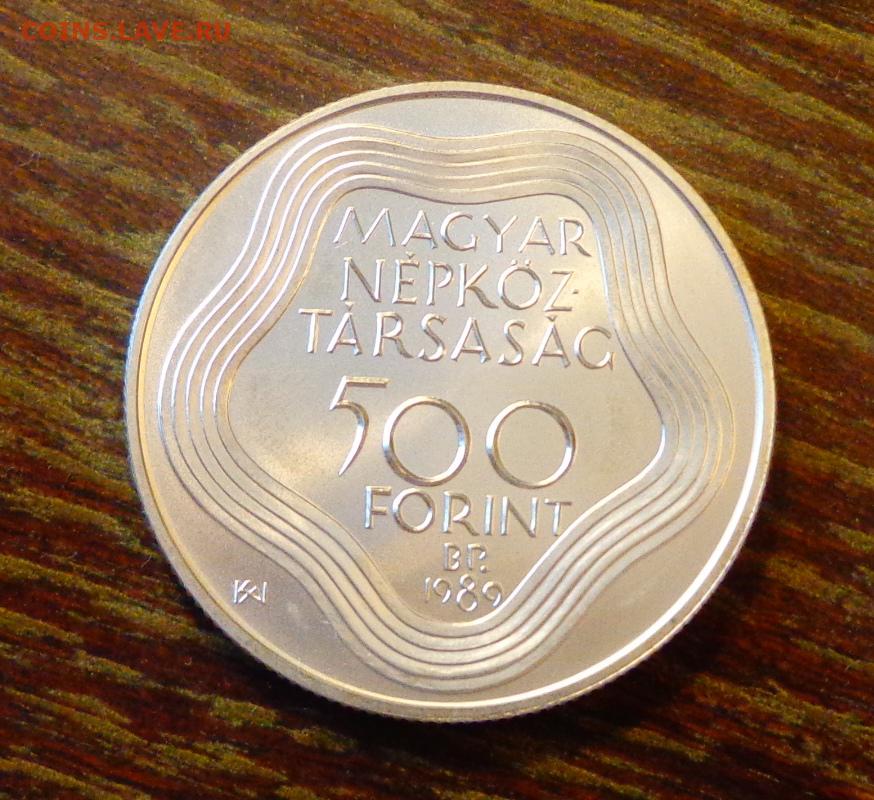 COINS.LAVE.RU
MAGYAR
NÉPKÖZ-
TÁRSASÁG
500
FORINT
BP.
1989